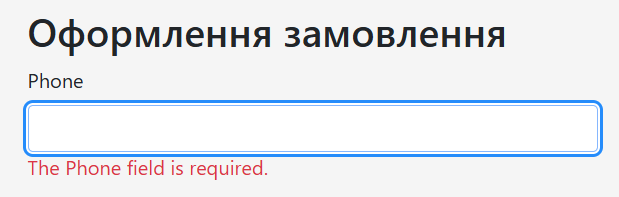 Оформлення замовлення
Phone
The Phone field is required.